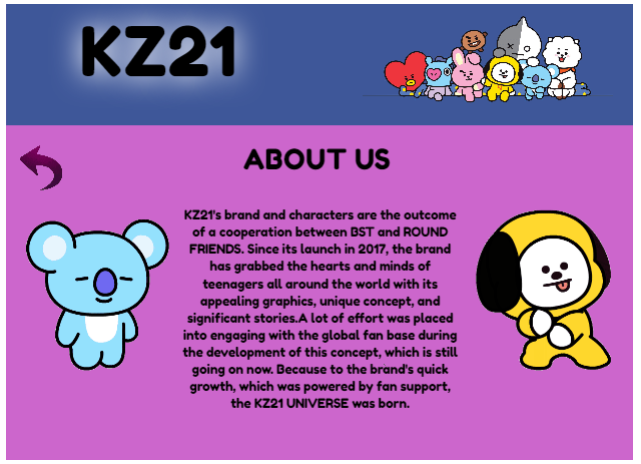 KZ21
ABOUT US
KZ21's brand and characters are the outcome
of a cooperation between BST and ROUND
FRIENDS. Since its launch in 2017, the brand
has grabbed the hearts and minds of
teenagers all around the world with its
appealing graphics, unique concept, and
significant stories.A lot of effort was placed
into engaging with the global fan base during
the development of this concept, which is still
going on now. Because to the brand's quick
growth, which was powered by fan support,
the KZ21 UNIVERSE was born.